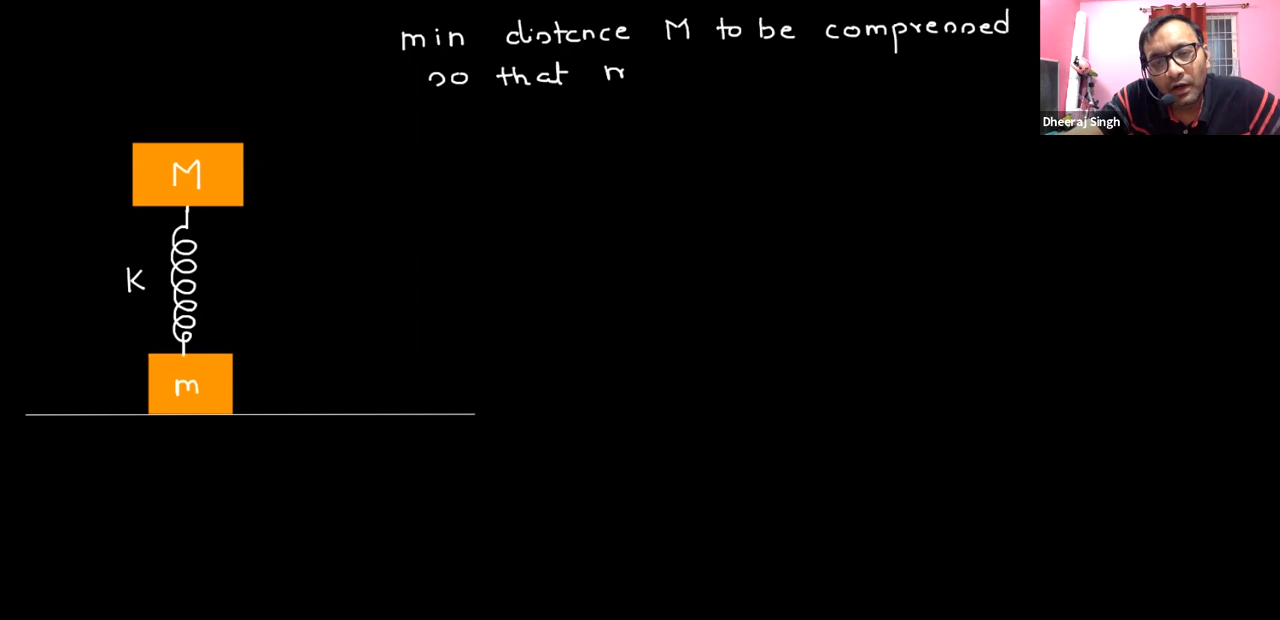 min distance M to be compressed
so that
M
K
m
Dheeraj Singh